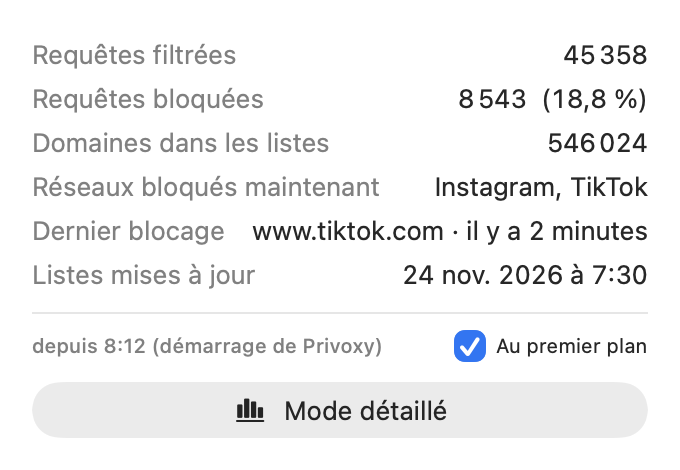 Requêtes filtrées 45 358
Requêtes bloquées 8 543 (18,8 %)
Domaines dans les listes 546 024
Réseaux bloqués maintenant Instagram, TikTok
Dernier blocage www.tiktok.com · il y a 2 minutes
Listes mises à jour 24 nov. 2026 à 7:30
depuis 8:12 (démarrage de Privoxy) Au premier plan
Mode détaillé